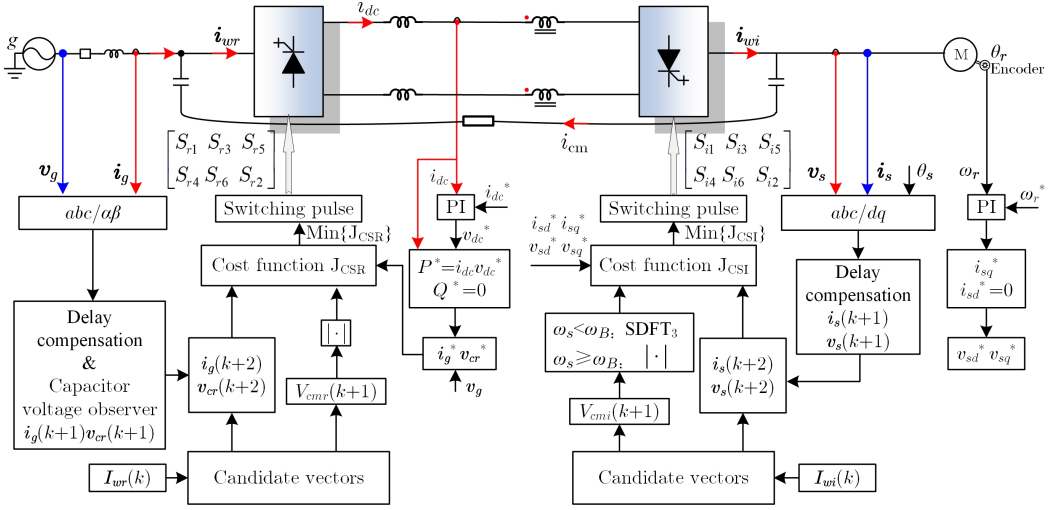 g
i_wr
i_dc
i_wi
M
θ_r
Encoder
i_cm
v_g
i_g
S_r1 S_r3 S_r5
S_r4 S_r6 S_r2
S_i1 S_i3 S_i5
S_i4 S_i6 S_i2
v_s
i_s
θ_s
ω_r
abc/αβ
Switching pulse
Min{J_CSR}
i_dc
PI
i_dc*
v_dc*
Switching pulse
Min{J_CSI}
abc/dq
PI
ω_r*
Cost function J_CSR
P*=i_dc v_dc*
Q*=0
i_sd* i_sq*
v_sd* v_sq*
Cost function J_CSI
Delay
compensation
i_s(k+1)
v_s(k+1)
i_sq*
i_sd*=0
Delay
compensation
&
Capacitor
voltage observer
i_g(k+1)v_cr(k+1)
i_g(k+2)
v_cr(k+2)
|·|
V_cmr(k+1)
i_g* v_cr*
v_g
ω_s<ω_B: SDFT_3
ω_s≥ω_B: |·|
V_cmi(k+1)
i_s(k+2)
v_s(k+2)
v_sd* v_sq*
I_wr(k)
Candidate vectors
Candidate vectors
I_wi(k)